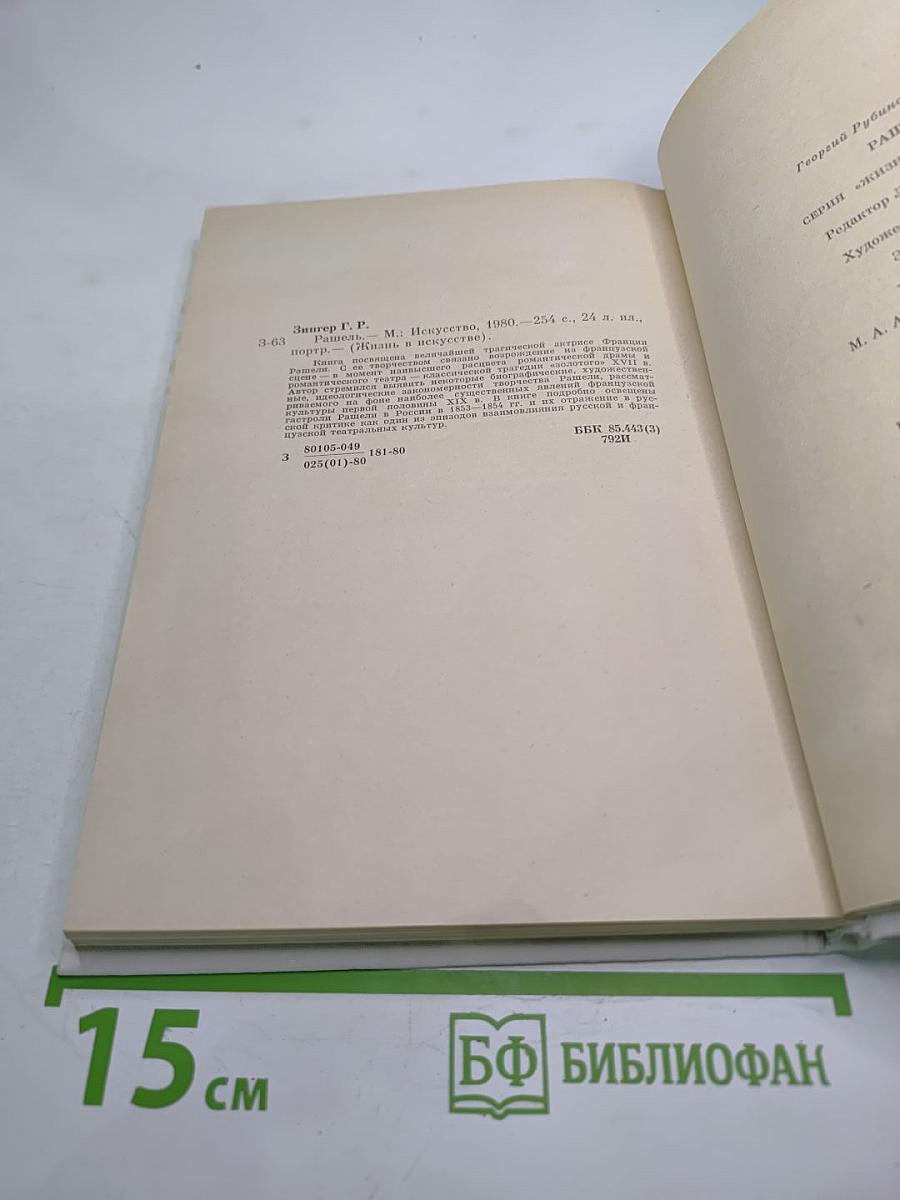 Зингер Г. Р.
З-63 Рашель.— М.: Искусство, 1980.—254 с., 24 л. ил.,
портр.— (Жизнь в искусстве).
Книга посвящена величайшей трагической актрисе Франции
Рашели. С ее творчеством связано возрождение на французской
сцене — в момент наивысшего расцвета романтической драмы и
романтического театра — классической трагедии «золотого» XVII в.
Автор стремился выявить некоторые биографические, художествен-
ные, идеологические закономерности творчества Рашели, рассмат-
риваемого на фоне наиболее существенных явлений французской
культуры первой половины XIX в. В книге подробно освещены
гастроли Рашели в России в 1853—1854 гг. и их отражение в рус-
ской критике как один из эпизодов взаимовлияния русской и фран-
цузской театральных культур.
З 80105-049 181-80
025(01)-80
ББК 85.443(3)
792И
Георгий
СЕРИЯ
Редактор
М. А.
15 см
БФ БИБЛИОФАН